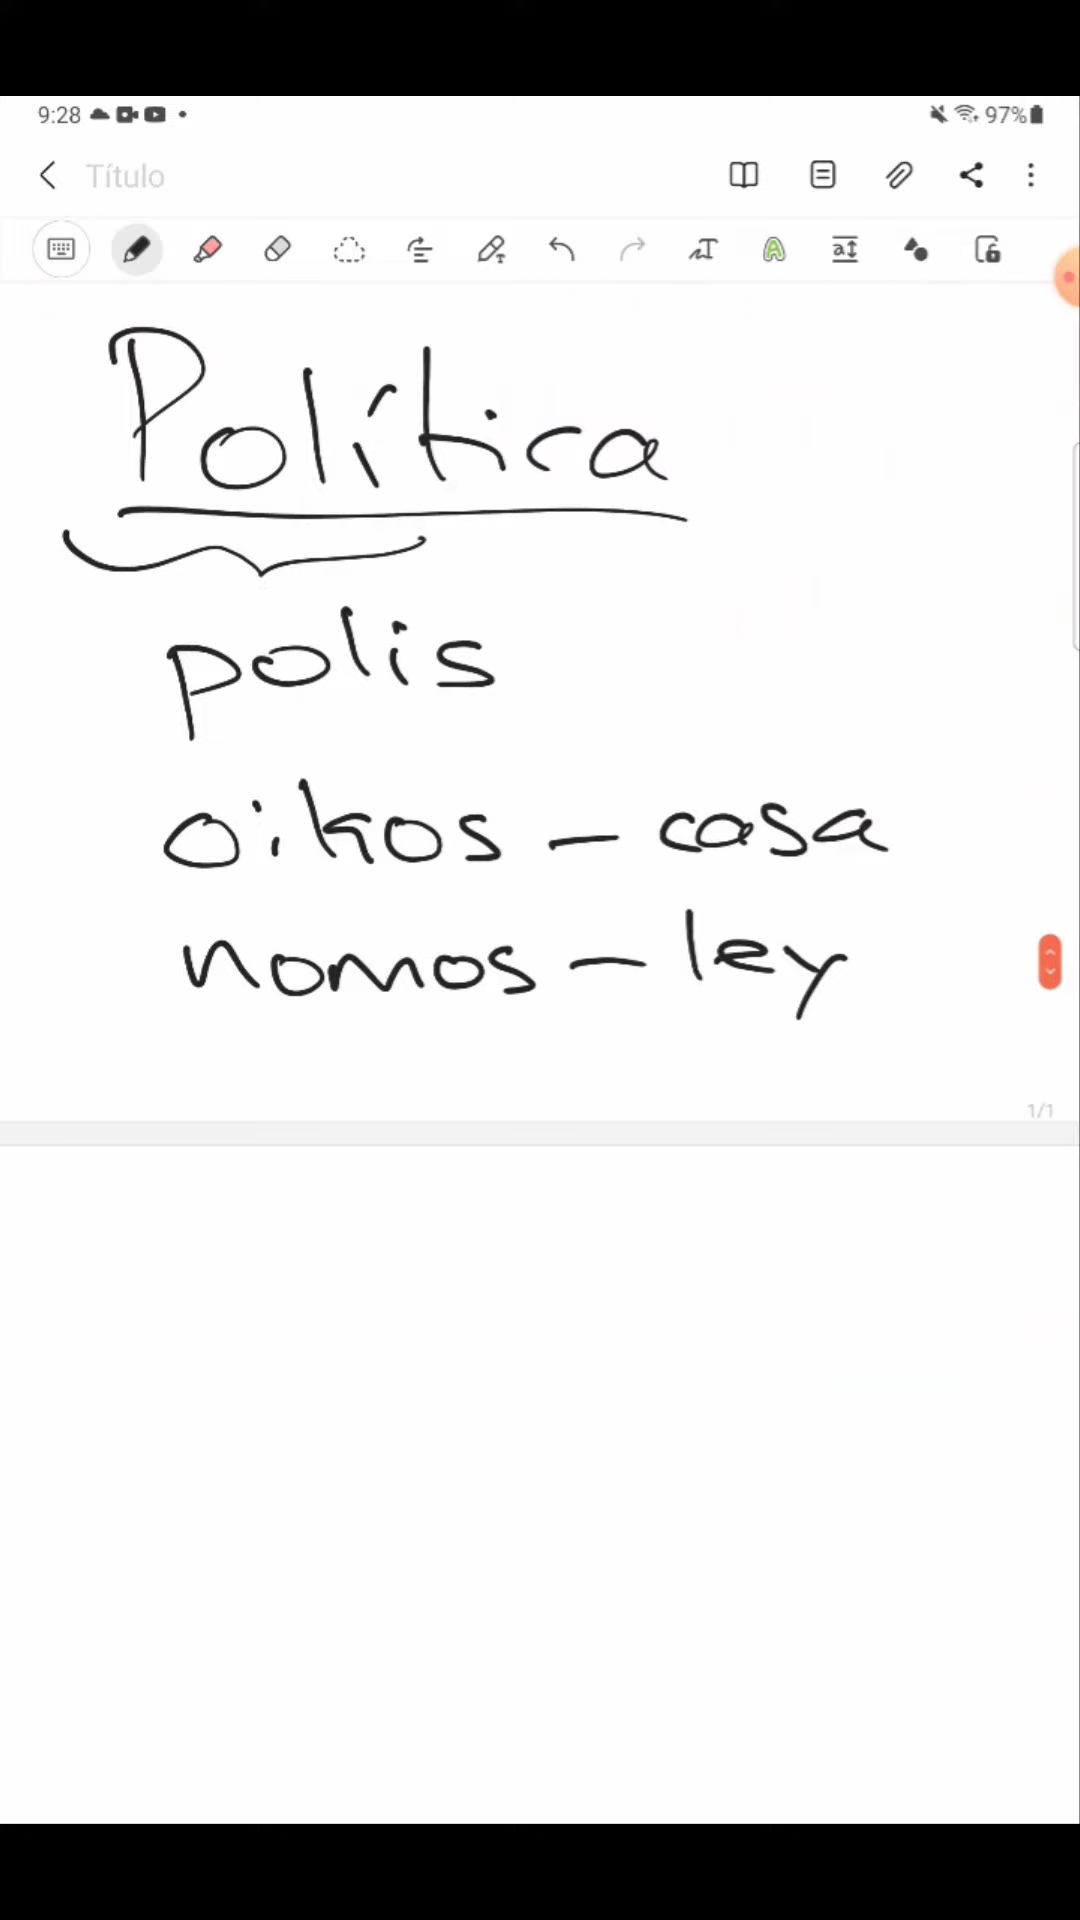 9:28 97%
Título
Política
polis
oikos - casa
nomos - ley
1/1